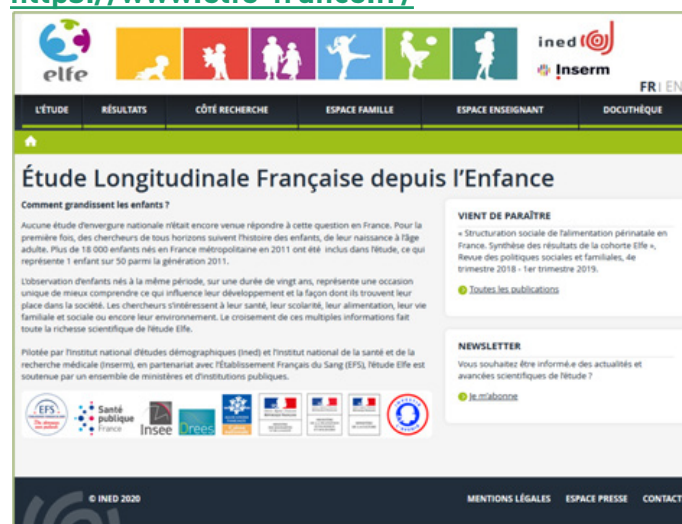 elfe
ined
Inserm
FR | EN
L'ÉTUDE RÉSULTATS CÔTÉ RECHERCHE ESPACE FAMILLE ESPACE ENSEIGNANT DOCUTHÈQUE
Étude Longitudinale Française depuis l'Enfance
Comment grandissent les enfants ?
Aucune étude d'envergure nationale n'était encore venue répondre à cette question en France. Pour la
première fois, des chercheurs de tous horizons suivent l'histoire des enfants, de leur naissance à l'âge
adulte. Plus de 18 000 enfants nés en France métropolitaine en 2011 ont été inclus dans l'étude, ce qui
représente 1 enfant sur 50 parmi la génération 2011.
L'observation d'enfants nés à la même période, sur une durée de vingt ans, représente une occasion
unique de mieux comprendre ce qui influence leur développement et la façon dont ils trouvent leur
place dans la société. Les chercheurs s'intéressent à leur santé, leur scolarité, leur alimentation, leur vie
familiale et sociale ou encore leur environnement. Le croisement de ces multiples informations fait
toute la richesse scientifique de l'étude Elfe.
Pilotée par l'Institut national d'études démographiques (Ined) et l'Institut national de la santé et de la
recherche médicale (Inserm), en partenariat avec l'Établissement Français du Sang (EFS), l'étude Elfe est
soutenue par un ensemble de ministères et d'institutions publiques.
VIENT DE PARAÎTRE
« Structuration sociale de l'alimentation périnatale en
France. Synthèse des résultats de la cohorte Elfe »,
Revue des politiques sociales et familiales, 4e
trimestre 2018 - 1er trimestre 2019.
Toutes les publications
NEWSLETTER
Vous souhaitez être informé.e des actualités et
avancées scientifiques de l'étude ?
Je m'abonne
EFS
Santé
publique
France
Insee
Drees
© INED 2020
MENTIONS LÉGALES ESPACE PRESSE CONTACT